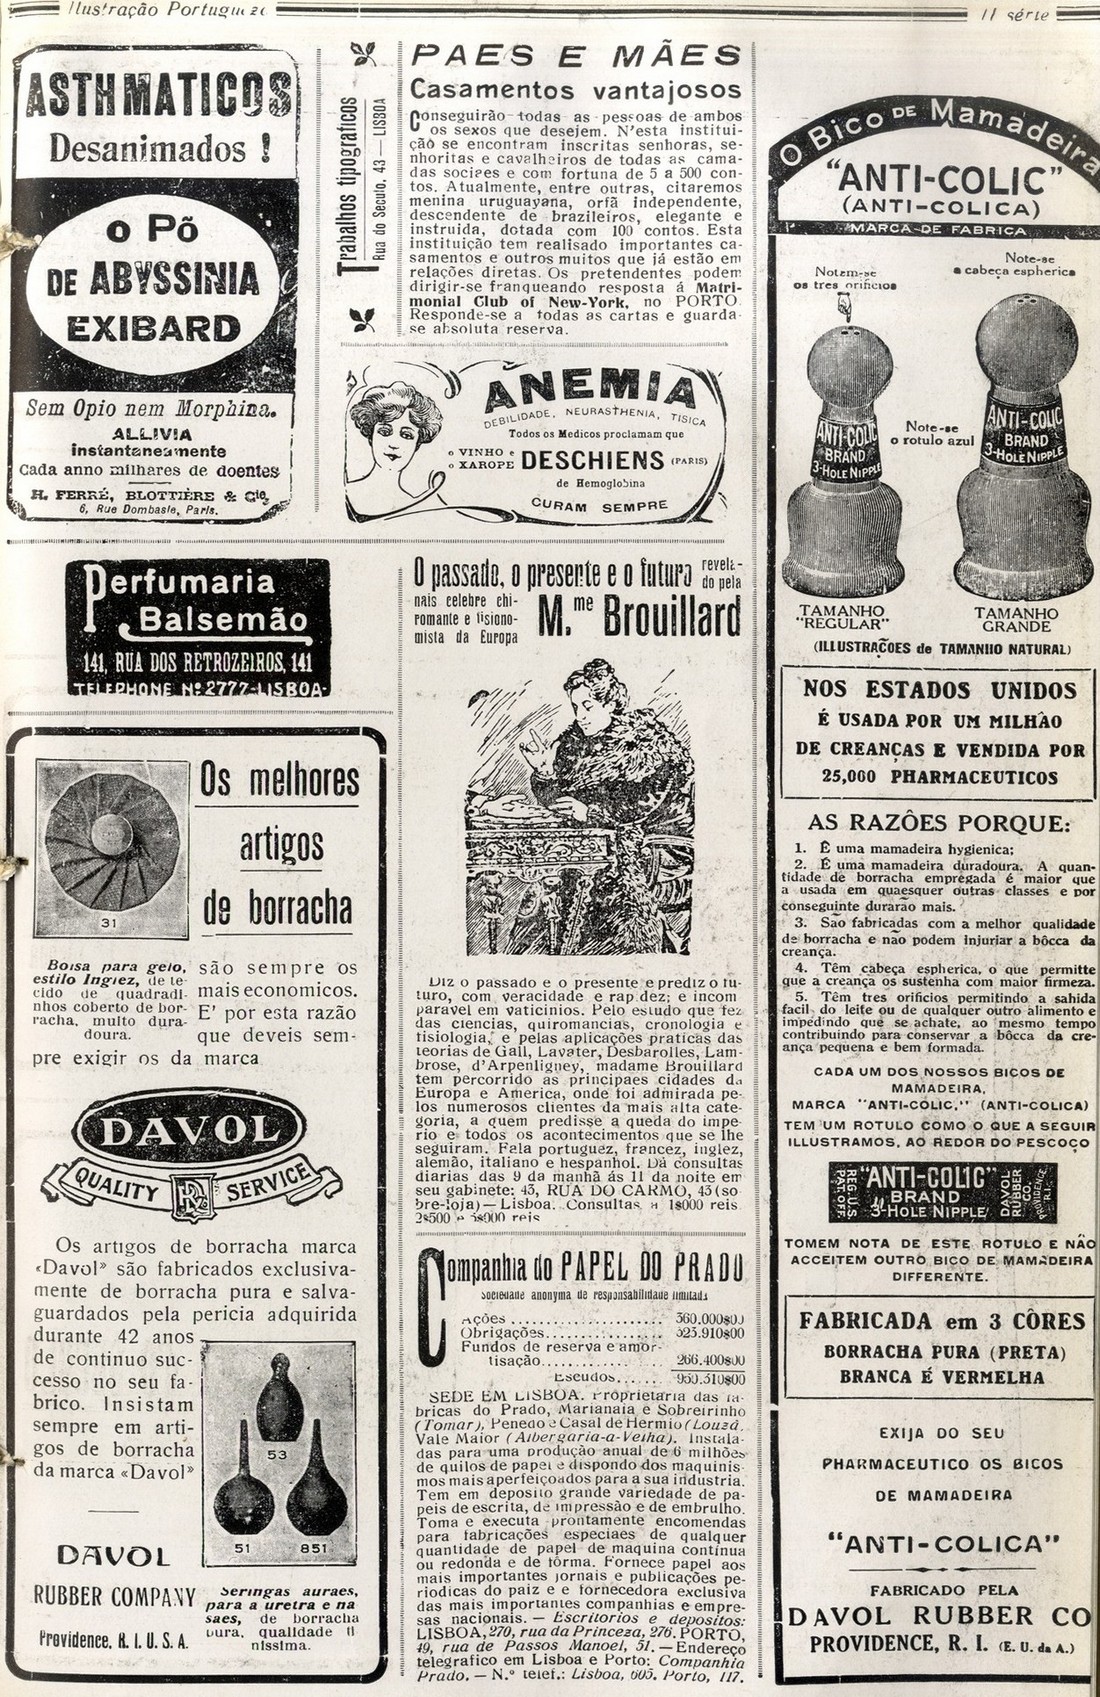 Ilustração Portugueza
II série
ASTHMATICOS
Desanimados !
o Pó
DE ABYSSINIA
EXIBARD
Sem Opio nem Morphina.
ALLIVIA
instantaneamente
Cada anno milhares de doentes
H. FERRÉ, BLOTTIÈRE & Cie
6, Rue Dombasle, Paris.
Trabalhos tipograficos
Rua do Seculo, 43 — LISBOA
PAES E MÃES
Casamentos vantajosos
Conseguirão todas as pessoas de ambos
os sexos que desejem. N'esta institui-
ção se encontram inscritas senhoras, se-
nhoritas e cavalheiros de todas as cama-
das sociaes e com fortuna de 5 a 500 con-
tos. Atualmente, entre outras, citaremos
menina uruguayana, orfã independente,
descendente de brazileiros, elegante e
instruida, dotada com 100 contos. Esta
instituição tem realisado importantes ca-
samentos e outros muitos que já estão em
relações diretas. Os pretendentes podem
dirigir-se franqueando resposta á Matri-
monial Club of New-York, no PORTO.
Responde-se a todas as cartas e guarda-
se absoluta reserva.
ANEMIA
DEBILIDADE, NEURASTHENIA, TISICA
Todos os Medicos proclamam que
o VINHO e
o XAROPE DESCHIENS (PARIS)
de Hemoglobina
CURAM SEMPRE
Perfumaria
Balsemão
141, RUA DOS RETROZEIROS, 141
TELEPHONE Nº 2777-LISBOA-
Os melhores
artigos
de borracha
31
Bolsa para gelo,
estilo Inglez, de te-
cido de quadradi-
nhos coberto de bor-
racha, muito dura-
doura.
são sempre os
mais economicos.
E' por esta razão
que deveis sem-
pre exigir os da marca
DAVOL
QUALITY SERVICE
Os artigos de borracha marca
«Davol» são fabricados exclusiva-
mente de borracha pura e salva-
guardados pela pericia adquirida
durante 42 anos
de continuo suc-
cesso no seu fa-
brico. Insistam
sempre em arti-
gos de borracha
da marca «Davol»
53
51 851
DAVOL
RUBBER COMPANY
Providence, R. I. U. S. A.
Seringas auraes,
para a uretra e na-
saes, de borracha
pura, qualidade fi-
nissima.
O passado, o presente e o futuro revela-
do pela
mais celebre chi-
romante e fisiono-
mista da Europa
M.me Brouillard
Diz o passado e o presente e prediz o fu-
turo, com veracidade e rapidez; e incom-
paravel em vaticinios. Pelo estudo que fez
das ciencias, quiromancias, cronologia e
fisiologia, e pelas aplicações praticas das
teorias de Gall, Lavater, Desbarolles, Lam-
brose, d'Arpenligney, madame Brouillard
tem percorrido as principaes cidades da
Europa e America, onde foi admirada pe-
los numerosos clientes da mais alta cate-
goria, a quem predisse a queda do impe-
rio e todos os acontecimentos que se lhe
seguiram. Fala portuguez, francez, inglez,
alemão, italiano e hespanhol. Dá consultas
diarias das 9 da manhã ás 11 da noite em
seu gabinete: 43, RUA DO CARMO, 43 (so-
bre-loja) — Lisboa. Consultas a 1$000 reis
2$500 e 5$000 reis
Companhia do PAPEL DO PRADO
Sociedade anonyma de responsabilidade limitada
Ações 360.000$00
Obrigações 323.910$00
Fundos de reserva e amor-
tisação 266.400$00
Escudos 950.310$00
SEDE EM LISBOA. Proprietaria das fa-
bricas do Prado, Marianaia e Sobreirinho
(Tomar), Penedo e Casal de Hermio (Louzã),
Vale Maior (Albergaria-a-Velha). Instala-
das para uma produção anual de 6 milhões
de quilos de papel e dispondo dos maquinis-
mos mais aperfeiçoados para a sua industria.
Tem em deposito grande variedade de pa-
peis de escrita, de impressão e de embrulho.
Toma e executa prontamente encomendas
para fabricações especiaes de qualquer
quantidade de papel de maquina continua
ou redonda e de fôrma. Fornece papel aos
mais importantes jornais e publicações pe-
riodicas do paiz e é fornecedora exclusiva
das mais importantes companhias e empre-
sas nacionais. — Escritorios e depositos:
LISBOA, 270, rua da Princeza, 276. PORTO,
49, rua de Passos Manoel, 51. — Endereço
telegrafico em Lisboa e Porto: Companhia
Prado. — N.º telef.: Lisboa, 605. Porto, 117.
O Bico DE Mamadeira
"ANTI-COLIC"
(ANTI-COLICA)
MARCA DE FABRICA
Notem-se
os tres orificios
Note-se
a cabeça espherica
Note-se
o rotulo azul
ANTI-COLIC
BRAND
3-HOLE NIPPLE
ANTI-COLIC
BRAND
3-HOLE NIPPLE
TAMANHO
"REGULAR"
TAMANHO
GRANDE
(ILLUSTRAÇÕES de TAMANHO NATURAL)
NOS ESTADOS UNIDOS
É USADA POR UM MILHÃO
DE CREANÇAS E VENDIDA POR
25,000 PHARMACEUTICOS
AS RAZÕES PORQUE:
1. É uma mamadeira hygienica;
2. É uma mamadeira duradoura. A quan-
tidade de borracha empregada é maior que
a usada em quaesquer outras classes e por
conseguinte durarão mais.
3. São fabricadas com a melhor qualidade
de borracha e não podem injuriar a bôcca da
creança.
4. Têm cabeça espherica, o que permitte
que a creança os sustenha com maior firmeza.
5. Têm tres orificios permitindo a sahida
facil do leite ou de qualquer outro alimento e
impedindo que se achate, ao mesmo tempo
contribuindo para conservar a bôcca da cre-
ança pequena e bem formada.
CADA UM DOS NOSSOS BICOS DE
MAMADEIRA,
MARCA "ANTI-COLIC," (ANTI-COLICA)
TEM UM ROTULO COMO O QUE A SEGUIR
ILLUSTRAMOS, AO REDOR DO PESCOÇO
REG. U.S.
PAT. OFF.
"ANTI-COLIC"
BRAND
3-HOLE NIPPLE
DAVOL
RUBBER
CO.
PROVIDENCE
R.I.
TOMEM NOTA DE ESTE ROTULO E NÃO
ACCEITEM OUTRO BICO DE MAMADEIRA
DIFFERENTE.
FABRICADA em 3 CÔRES
BORRACHA PURA (PRETA)
BRANCA É VERMELHA
EXIJA DO SEU
PHARMACEUTICO OS BICOS
DE MAMADEIRA
"ANTI-COLICA"
FABRICADO PELA
DAVOL RUBBER CO
PROVIDENCE, R. I. (E. U. da A.)